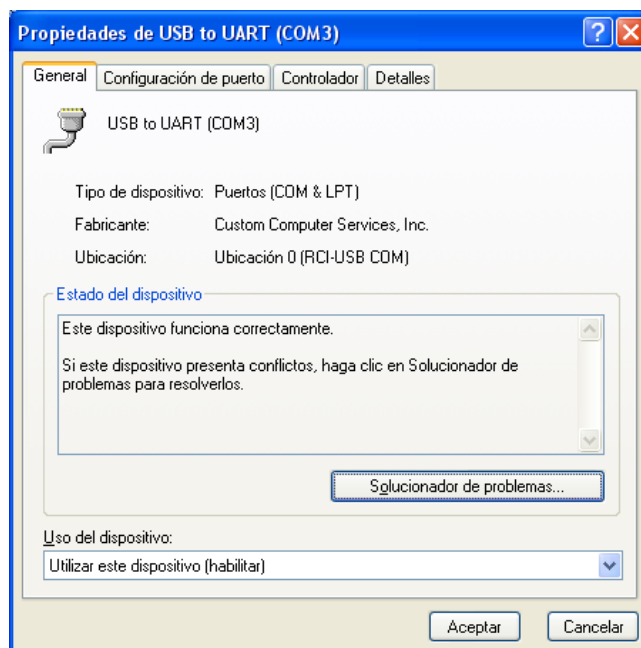 Propiedades de USB to UART (COM3)
General Configuración de puerto Controlador Detalles
USB to UART (COM3)
Tipo de dispositivo: Puertos (COM & LPT)
Fabricante: Custom Computer Services, Inc.
Ubicación: Ubicación 0 (RCI-USB COM)
Estado del dispositivo
Este dispositivo funciona correctamente.
Si este dispositivo presenta conflictos, haga clic en Solucionador de
problemas para resolverlos.
Solucionador de problemas...
Uso del dispositivo:
Utilizar este dispositivo (habilitar)
Aceptar Cancelar